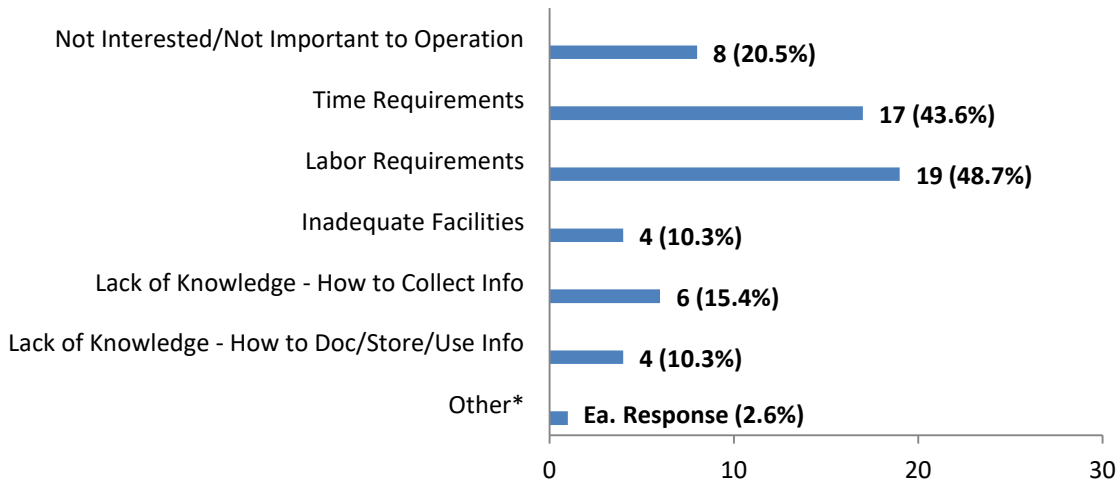 Not Interested/Not Important to Operation
8 (20.5%)
Time Requirements
17 (43.6%)
Labor Requirements
19 (48.7%)
Inadequate Facilities
4 (10.3%)
Lack of Knowledge - How to Collect Info
6 (15.4%)
Lack of Knowledge - How to Doc/Store/Use Info
4 (10.3%)
Other*
Ea. Response (2.6%)
0 10 20 30